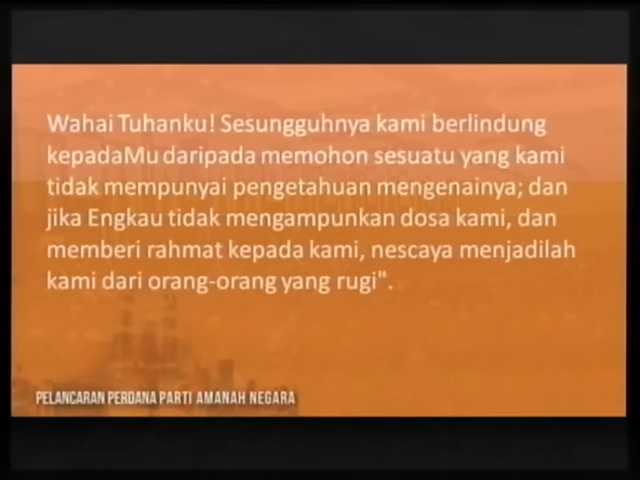 Wahai Tuhanku! Sesungguhnya kami berlindung
kepadaMu daripada memohon sesuatu yang kami
tidak mempunyai pengetahuan mengenainya; dan
jika Engkau tidak mengampunkan dosa kami, dan
memberi rahmat kepada kami, nescaya menjadilah
kami dari orang-orang yang rugi".
PELANCARAN PERDANA PARTI AMANAH NEGARA